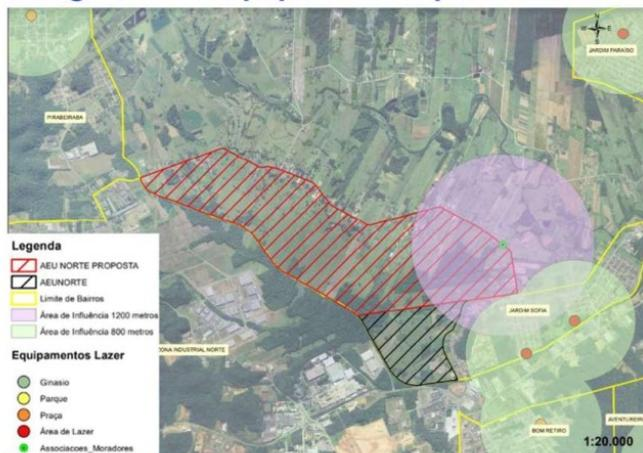 N
W E
S
JARDIM PARAÍSO
PIRABEIRABA
Legenda
AEU NORTE PROPOSTA
AEUNORTE
Limite de Bairros
Área de Influência 1200 metros
Área de Influência 800 metros
JARDIM SOFIA
ZONA INDUSTRIAL NORTE
Equipamentos Lazer
Ginasio
Parque
Praça
Área de Lazer
Associacoes_Moradores
AVENTUREIRO
BOM RETIRO
1:20.000